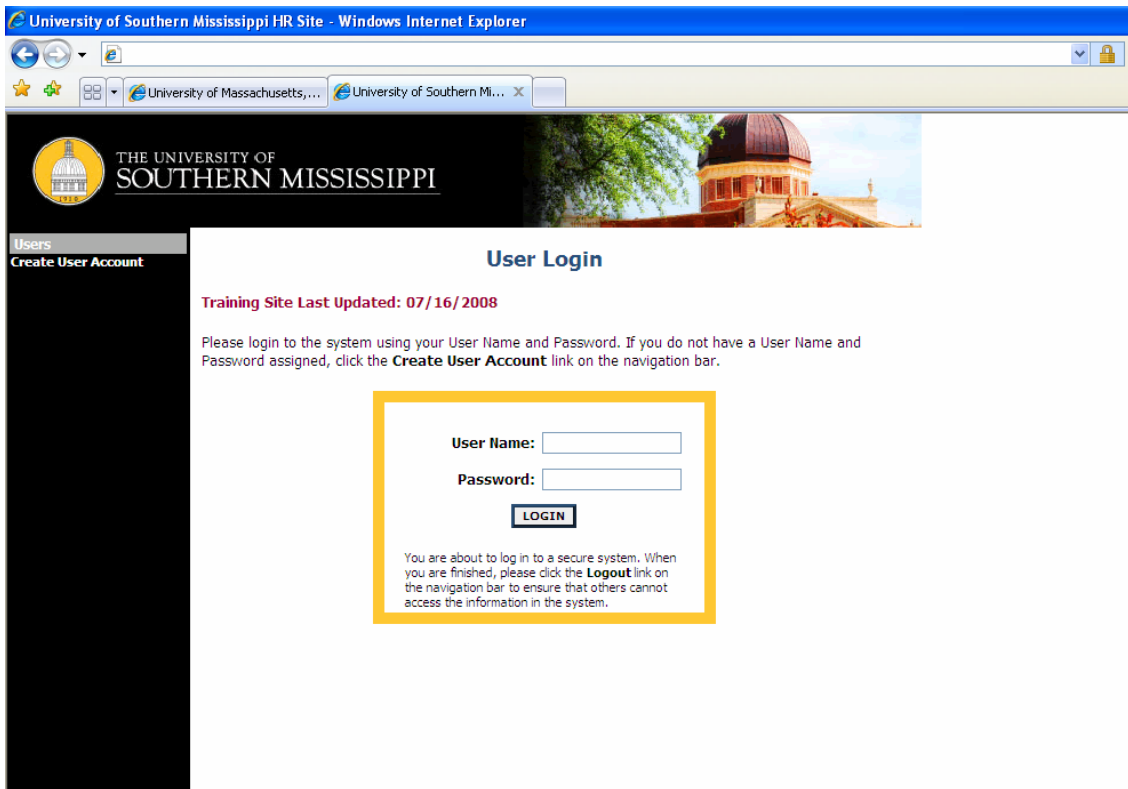 University of Southern Mississippi HR Site - Windows Internet Explorer
University of Massachusetts,...
University of Southern Mi... X
THE UNIVERSITY OF
SOUTHERN MISSISSIPPI
1910
Users
Create User Account
User Login
Training Site Last Updated: 07/16/2008
Please login to the system using your User Name and Password. If you do not have a User Name and
Password assigned, click the Create User Account link on the navigation bar.
User Name:
Password:
LOGIN
You are about to log in to a secure system. When
you are finished, please click the Logout link on
the navigation bar to ensure that others cannot
access the information in the system.